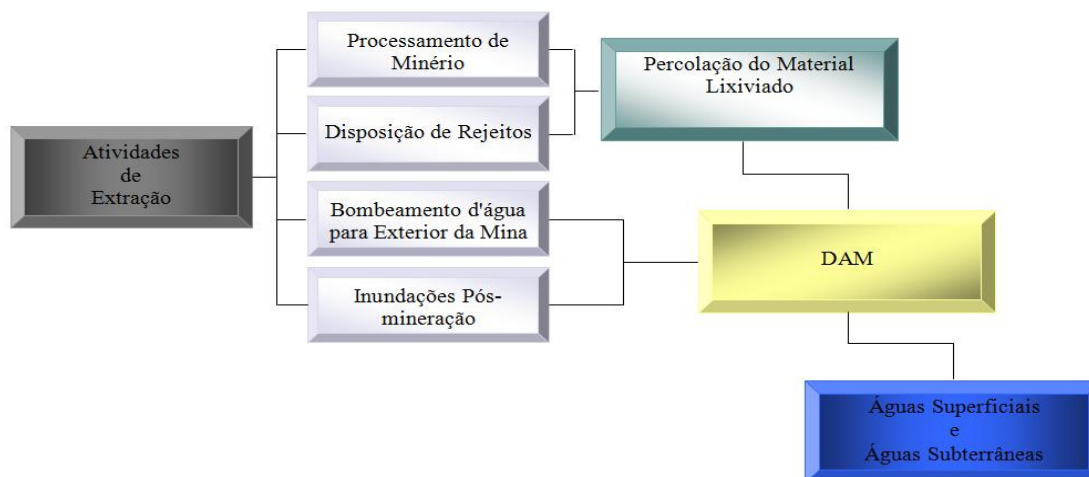 Atividades
de
Extração
Processamento de
Minério
Disposição de Rejeitos
Bombeamento d'água
para Exterior da Mina
Inundações Pós-
mineração
Percolação do Material
Lixiviado
DAM
Águas Superficiais
e
Águas Subterrâneas